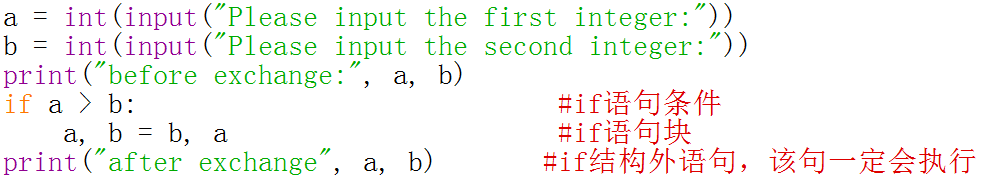 a = int(input("Please input the first integer:"))
b = int(input("Please input the second integer:"))
print("before exchange:", a, b)
if a > b: #if语句条件
    a, b = b, a #if语句块
print("after exchange", a, b) #if结构外语句，该句一定会执行